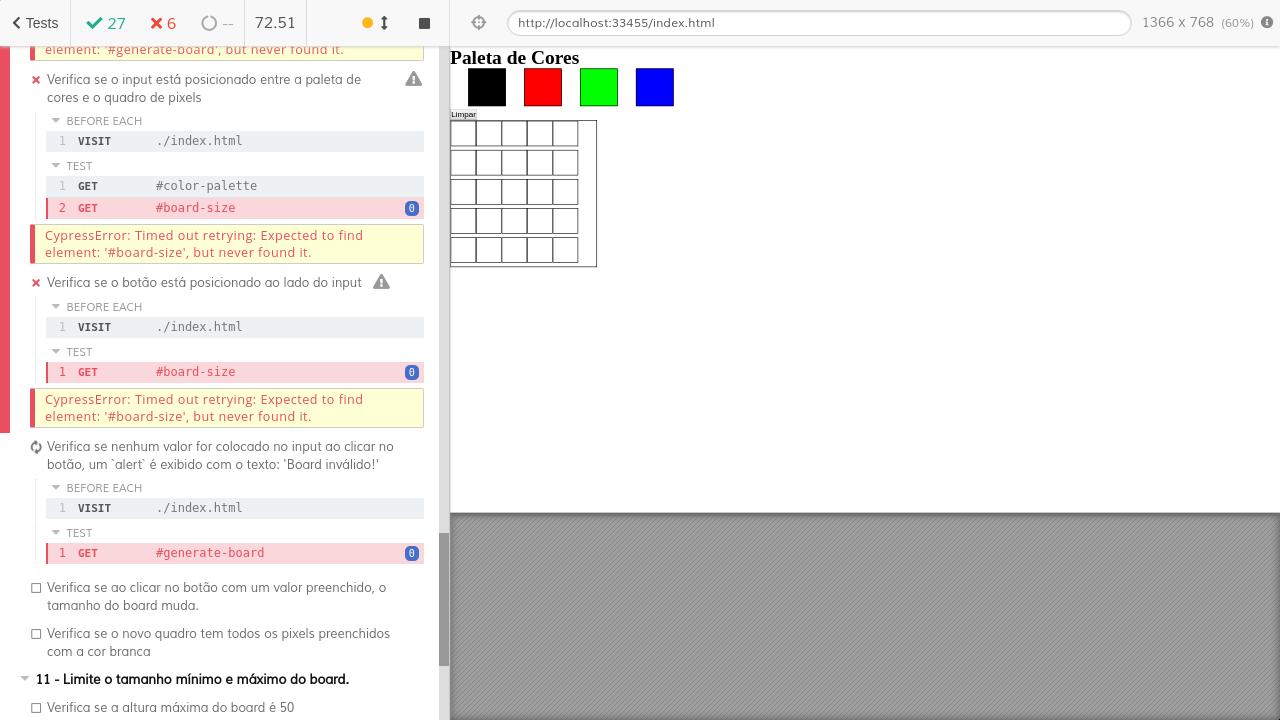 Tests 27 6 -- 72.51 http://localhost:33455/index.html 1366 x 768 (60%)
element: '#generate-board', but never found it.
Verifica se o input está posicionado entre a paleta de
cores e o quadro de pixels
BEFORE EACH
1 VISIT ./index.html
TEST
1 GET #color-palette
2 GET #board-size 0
CypressError: Timed out retrying: Expected to find
element: '#board-size', but never found it.
Verifica se o botão está posicionado ao lado do input
BEFORE EACH
1 VISIT ./index.html
TEST
1 GET #board-size 0
CypressError: Timed out retrying: Expected to find
element: '#board-size', but never found it.
Verifica se nenhum valor for colocado no input ao clicar no
botão, um `alert` é exibido com o texto: 'Board inválido!'
BEFORE EACH
1 VISIT ./index.html
TEST
1 GET #generate-board 0
Verifica se ao clicar no botão com um valor preenchido, o
tamanho do board muda.
Verifica se o novo quadro tem todos os pixels preenchidos
com a cor branca
11 - Limite o tamanho mínimo e máximo do board.
Verifica se a altura máxima do board é 50
Paleta de Cores
Limpar